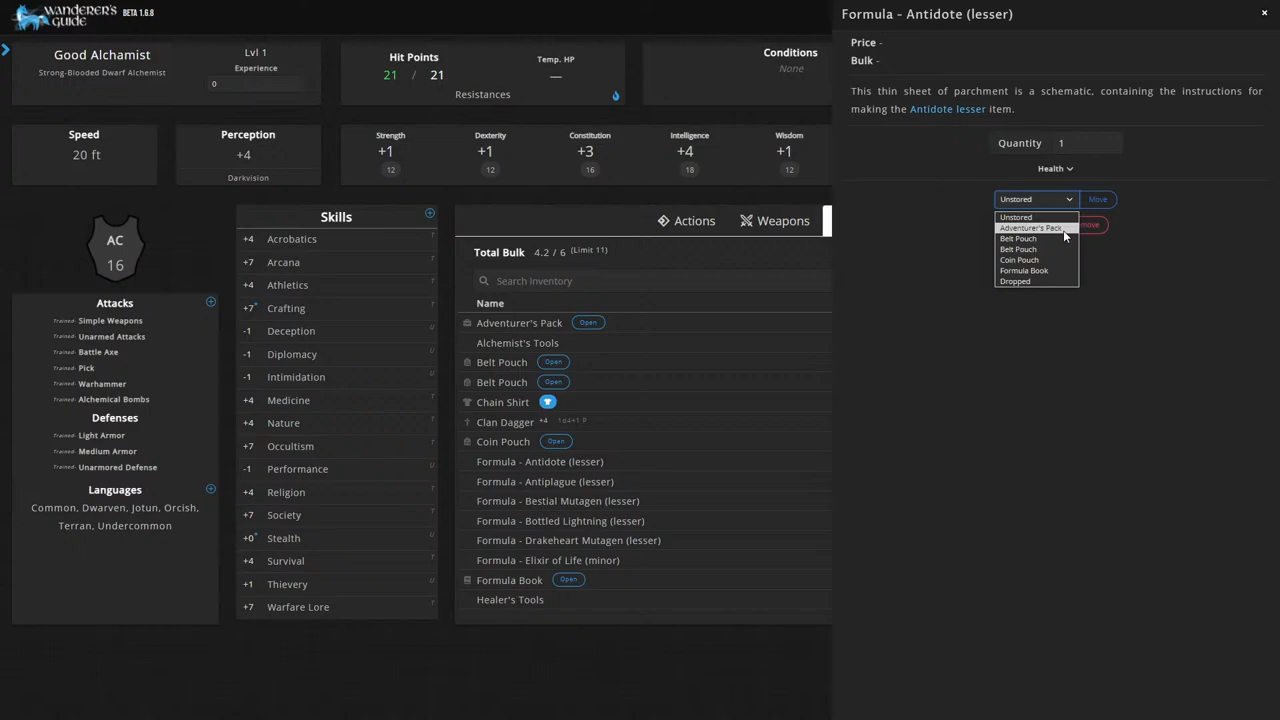 WANDERER'S
GUIDE
BETA 1.6.8
Good Alchamist
Strong-Blooded Dwarf Alchemist
Lvl 1
Experience
0
Hit Points
21 / 21
Temp. HP
—
Resistances
Conditions
None
Speed
20 ft
Perception
+4
Darkvision
Strength
+1
12
Dexterity
+1
12
Constitution
+3
16
Intelligence
+4
18
Wisdom
+1
12
AC
16
Attacks
Trained- Simple Weapons
Trained- Unarmed Attacks
Trained- Battle Axe
Trained- Pick
Trained- Warhammer
Trained- Alchemical Bombs
Defenses
Trained- Light Armor
Trained- Medium Armor
Trained- Unarmored Defense
Languages
Common, Dwarven, Jotun, Orcish,
Terran, Undercommon
Skills
+4 Acrobatics T
+7 Arcana T
+4 Athletics T
+7* Crafting T
-1 Deception U
-1 Diplomacy U
-1 Intimidation U
+4 Medicine T
+4 Nature T
+7 Occultism T
-1 Performance U
+4 Religion T
+7 Society T
+0* Stealth U
+4 Survival T
+1 Thievery U
+7 Warfare Lore T
Actions
Weapons
Total Bulk 4.2 / 6 (Limit 11)
Search Inventory
Name
Adventurer's Pack Open
Alchemist's Tools
Belt Pouch Open
Belt Pouch Open
Chain Shirt
Clan Dagger +4 1d4+1 P
Coin Pouch Open
Formula - Antidote (lesser)
Formula - Antiplague (lesser)
Formula - Bestial Mutagen (lesser)
Formula - Bottled Lightning (lesser)
Formula - Drakeheart Mutagen (lesser)
Formula - Elixir of Life (minor)
Formula Book Open
Healer's Tools
Formula - Antidote (lesser)
×
Price -
Bulk -
This thin sheet of parchment is a schematic, containing the instructions for
making the Antidote lesser item.
Quantity 1
Health
Unstored
Move
Unstored
Adventurer's Pack
Belt Pouch
Belt Pouch
Coin Pouch
Formula Book
Dropped
move